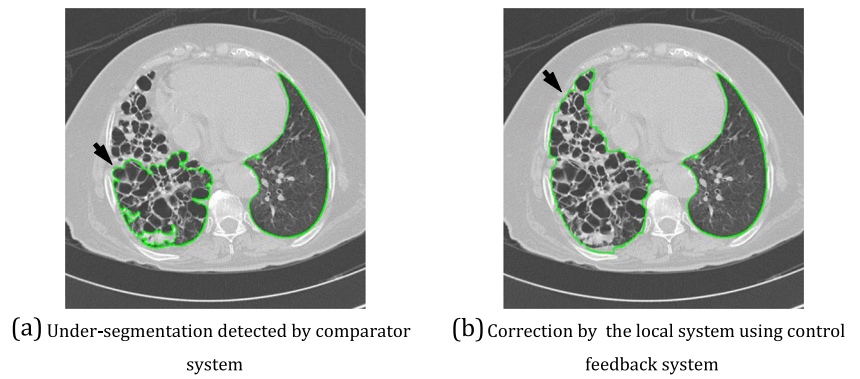 (a) Under-segmentation detected by comparator
system
(b) Correction by the local system using control
feedback system